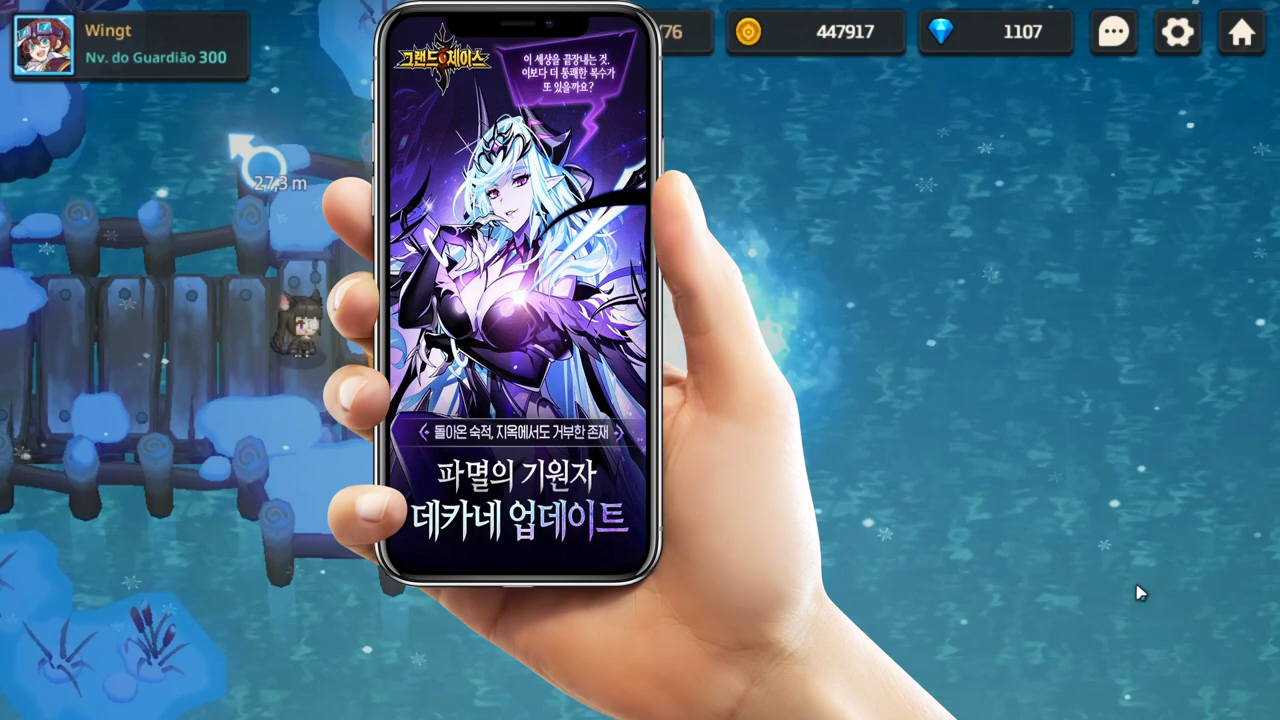 Wingt
Nv. do Guardião 300
/76
447917
1107
27,3 m
그랜드체이스
이 세상을 끝장내는 것,
이보다 더 통쾌한 복수가
또 있을까요?
돌아온 숙적, 지옥에서도 거부한 존재
파멸의 기원자
데카네 업데이트